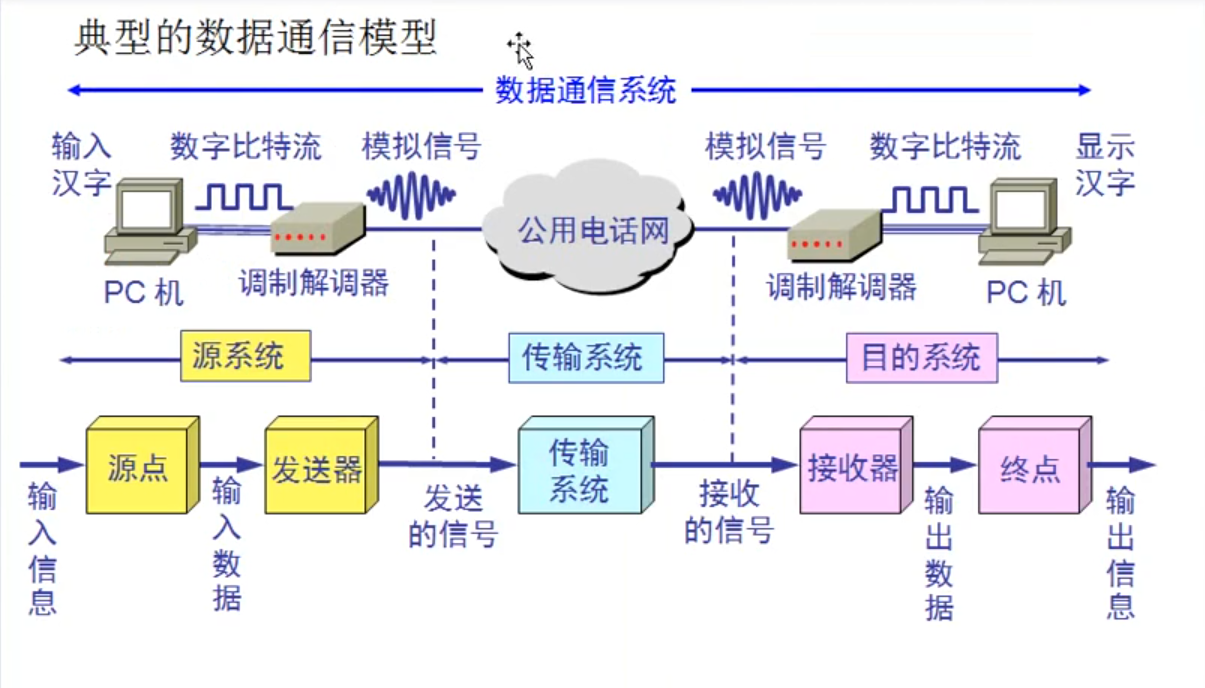 典型的数据通信模型
数据通信系统
输入
汉字
数字比特流
模拟信号
模拟信号
数字比特流
显示
汉字
公用电话网
PC 机
调制解调器
调制解调器
PC 机
源系统
传输系统
目的系统
源点
发送器
传输
系统
接收器
终点
输入信息
输入数据
发送
的信号
接收
的信号
输出数据
输出信息